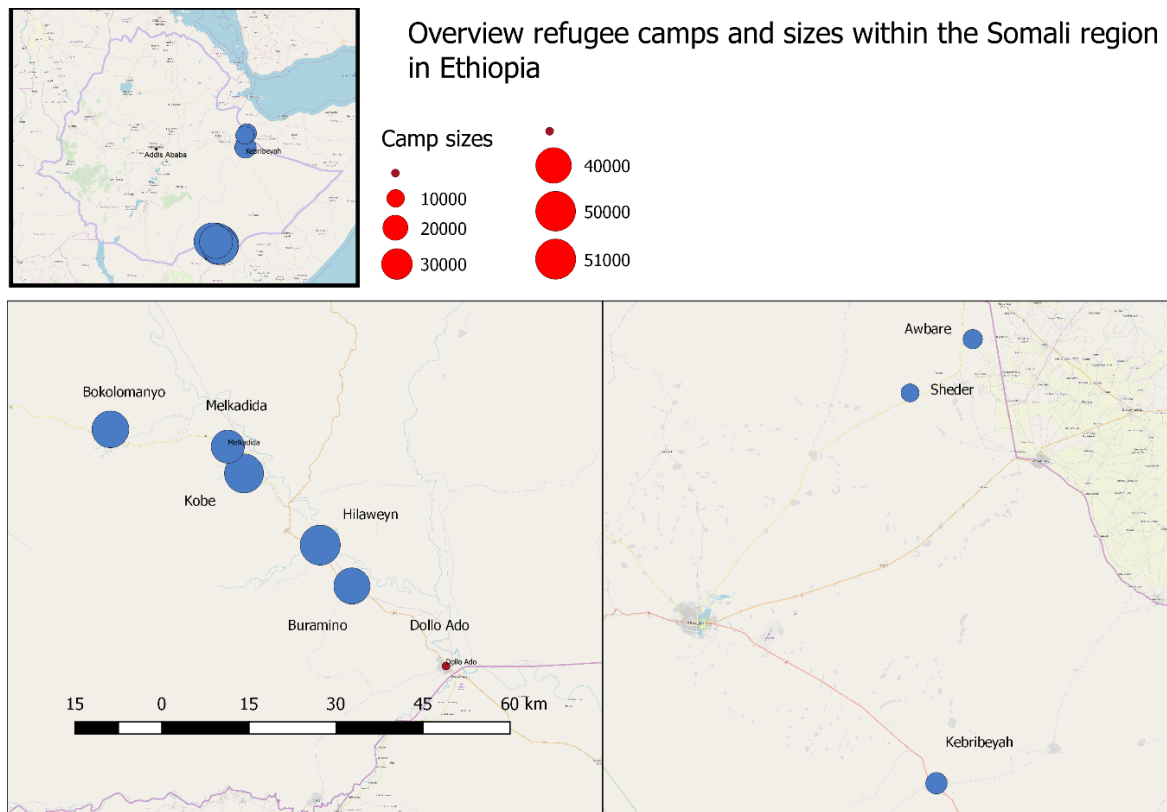 Overview refugee camps and sizes within the Somali region
in Ethiopia
Addis Ababa
Kebribeyah
Camp sizes
10000
20000
30000
40000
50000
51000
Bokolomanyo
Melkadida
Melkadida
Kobe
Hilaweyn
Buramino
Dollo Ado
Dollo Ado
15 0 15 30 45 60 km
Awbare
Sheder
Kebribeyah